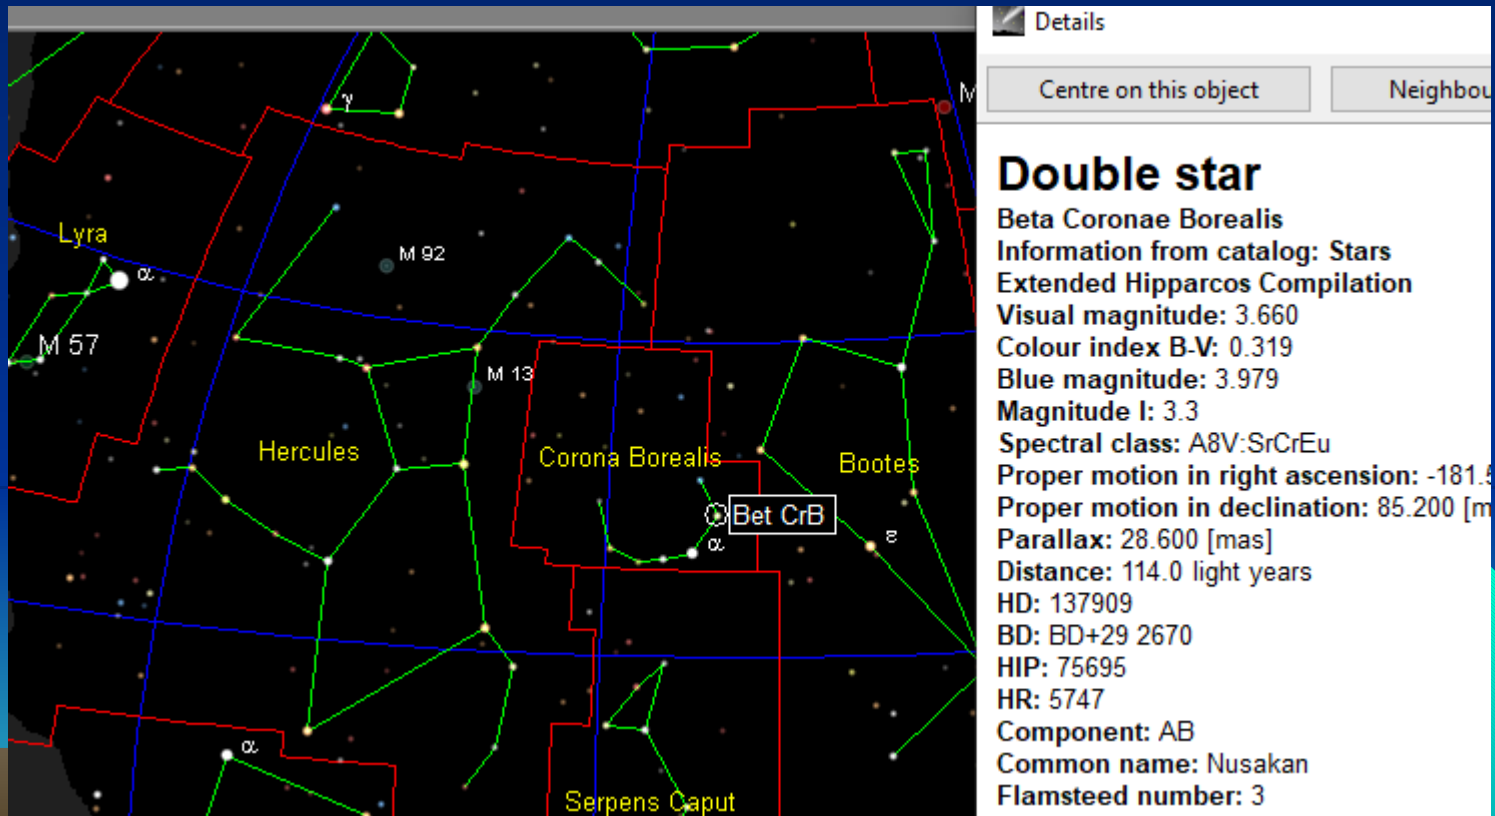 Details
Centre on this object
Neighbou
γ
M
Lyra
α
M 92
M 57
M 13
Hercules
Corona Borealis
Bootes
Bet CrB
α
ε
α
Serpens Caput
Double star
Beta Coronae Borealis
Information from catalog: Stars
Extended Hipparcos Compilation
Visual magnitude: 3.660
Colour index B-V: 0.319
Blue magnitude: 3.979
Magnitude I: 3.3
Spectral class: A8V:SrCrEu
Proper motion in right ascension: -181.5
Proper motion in declination: 85.200 [m
Parallax: 28.600 [mas]
Distance: 114.0 light years
HD: 137909
BD: BD+29 2670
HIP: 75695
HR: 5747
Component: AB
Common name: Nusakan
Flamsteed number: 3